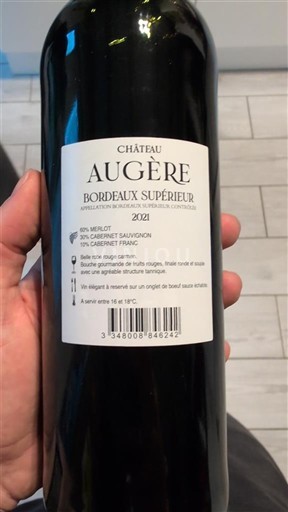 CHÂTEAU
AUGÈRE
BORDEAUX SUPÉRIEUR
APPELLATION BORDEAUX SUPÉRIEUR CONTRÔLÉE
2021
60% MERLOT
30% CABERNET SAUVIGNON
10% CABERNET FRANC
Belle robe rouge carmin.
Bouche gourmande de fruits rouges, finale ronde et souple
avec une agréable structure tannique.
Vin élégant à réserver sur un onglet de boeuf sauce échalote.
A servir entre 16 et 18°C.
3 348008 846242